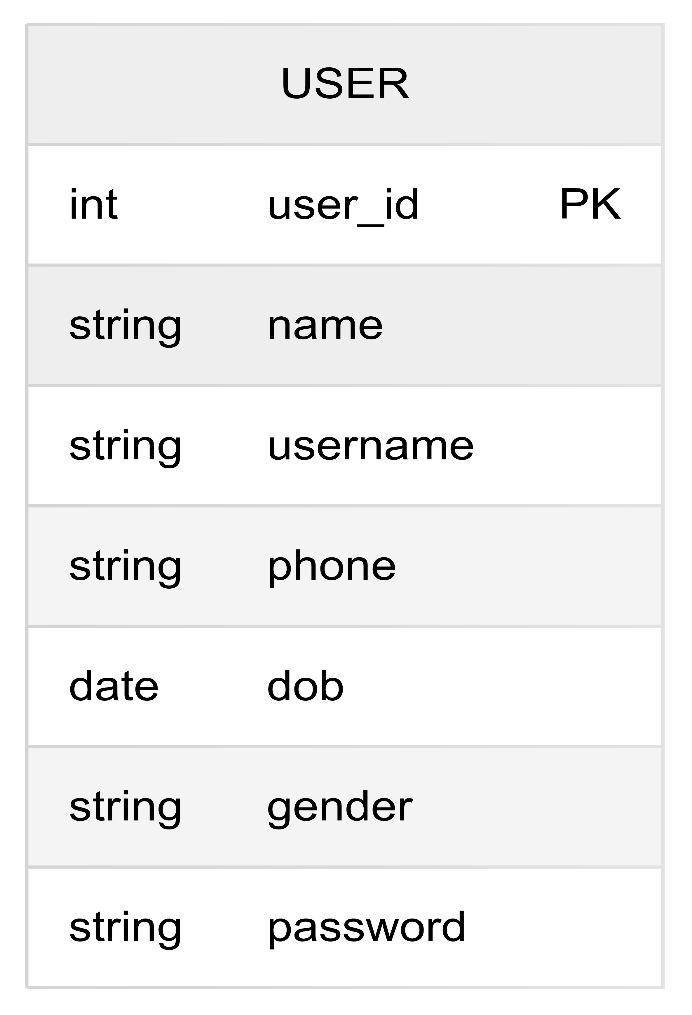 USER
int user_id PK
string name
string username
string phone
date dob
string gender
string password